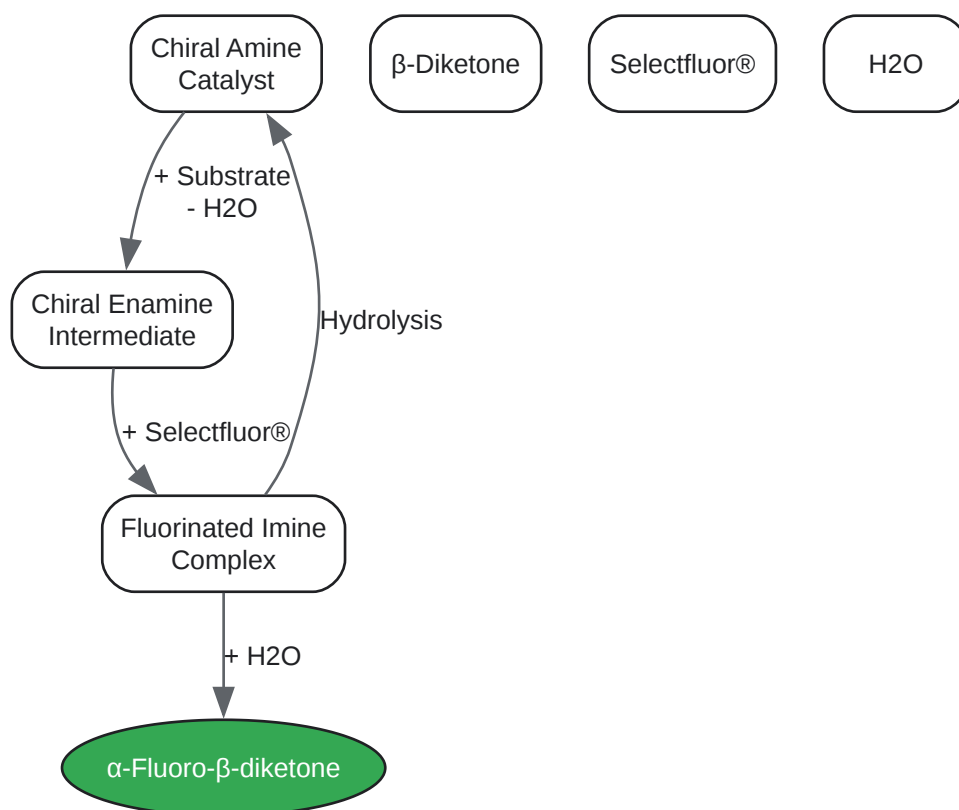 Chiral Amine
Catalyst
β-Diketone
Selectfluor®
H2O
+ Substrate
- H2O
Chiral Enamine
Intermediate
Hydrolysis
+ Selectfluor®
Fluorinated Imine
Complex
+ H2O
α-Fluoro-β-diketone